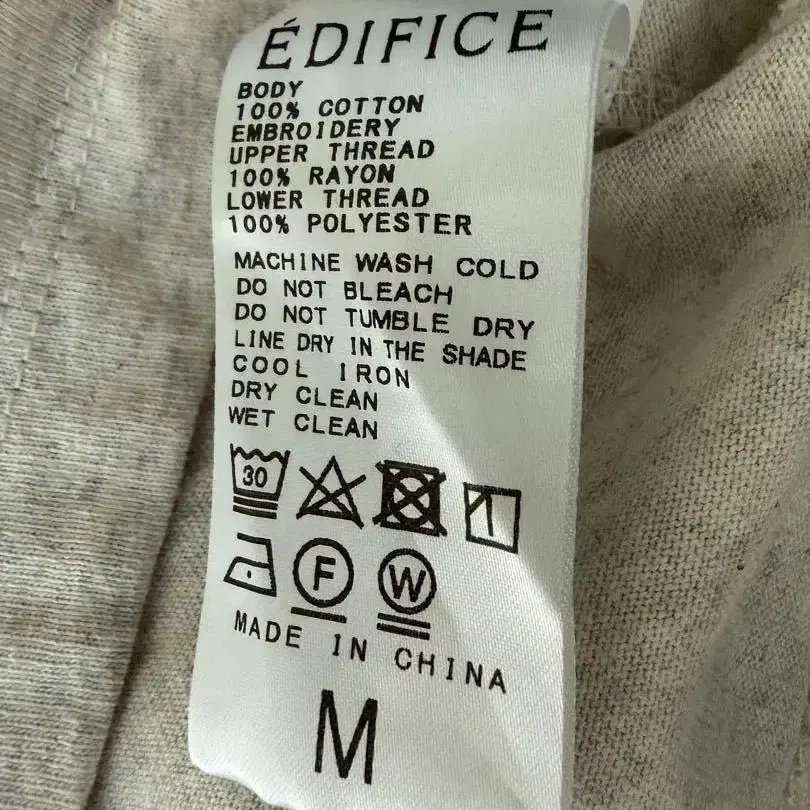 ÉDIFICE
BODY
100% COTTON
EMBROIDERY
UPPER THREAD
100% RAYON
LOWER THREAD
100% POLYESTER
MACHINE WASH COLD
DO NOT BLEACH
DO NOT TUMBLE DRY
LINE DRY IN THE SHADE
COOL IRON
DRY CLEAN
WET CLEAN
30
F W
MADE IN CHINA
M